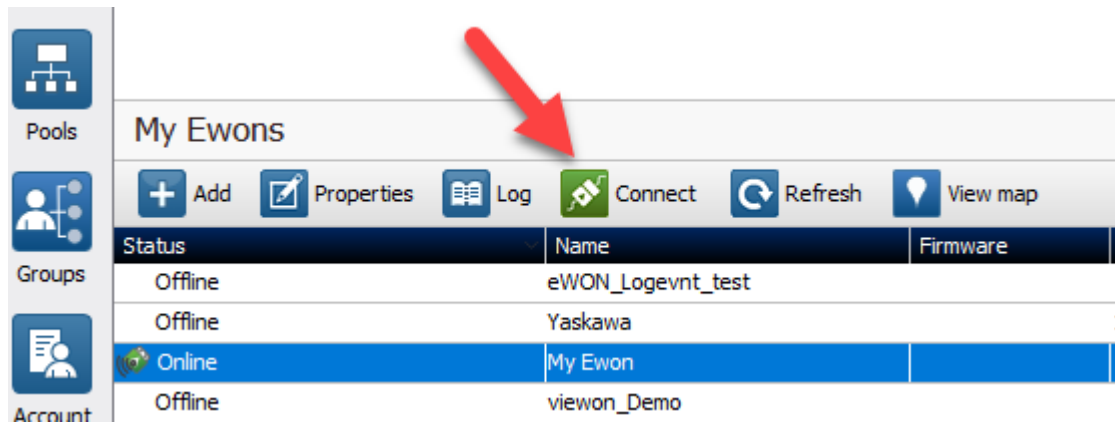 Pools
Groups
Account
My Ewons
Add Properties Log Connect Refresh View map
Status Name Firmware
Offline eWON_Logevnt_test
Offline Yaskawa
Online My Ewon
Offline viewon_Demo